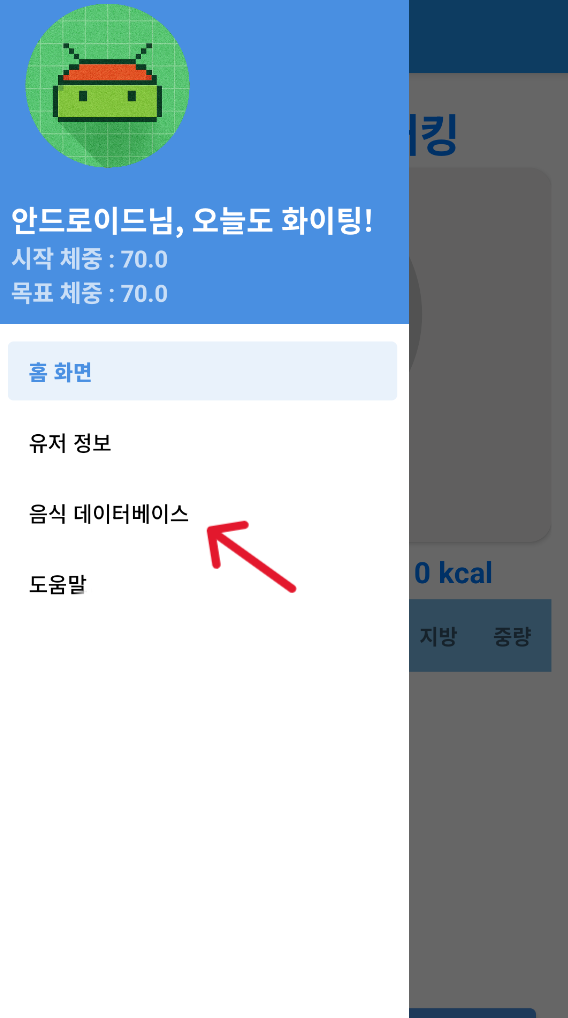 안드로이드님, 오늘도 화이팅!
시작 체중 : 70.0
목표 체중 : 70.0
홈 화면
유저 정보
음식 데이터베이스
도움말
킹
0 kcal
지방 중량